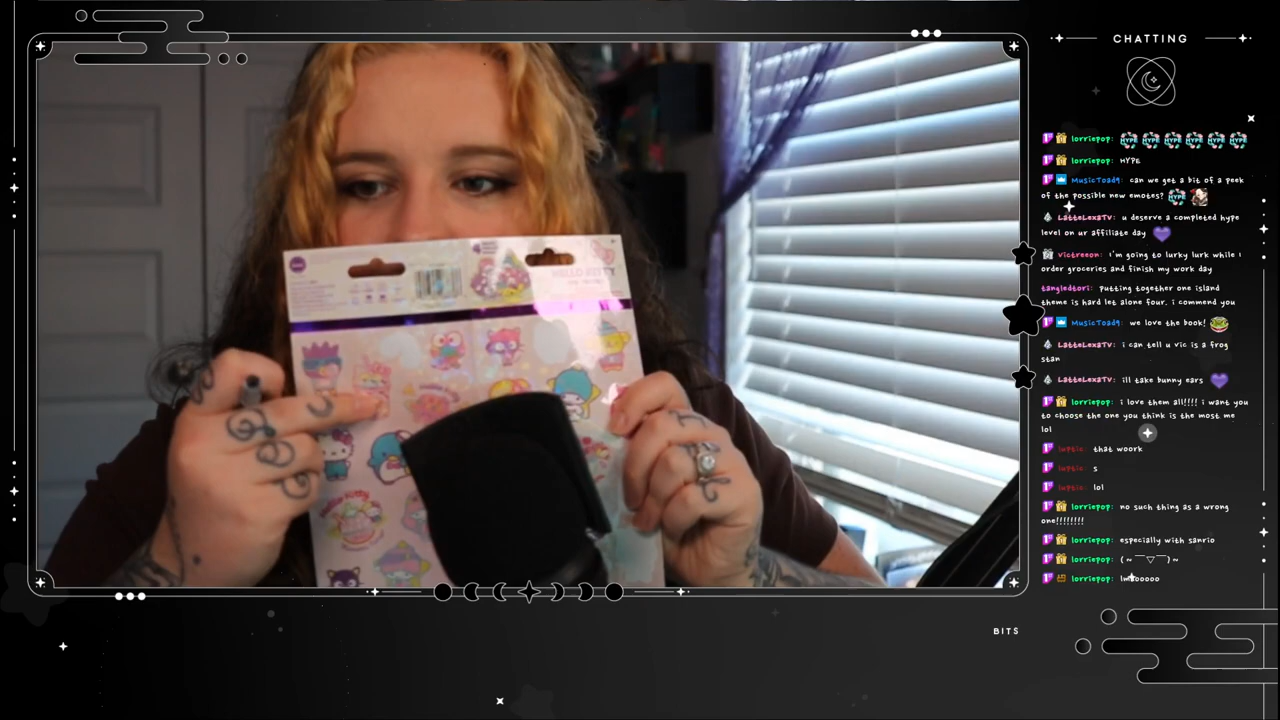 CHATTING
lorriepop: HYPE HYPE HYPE HYPE HYPE HYPE
lorriepop: HYPE
MusicToad9: can we get a bit of a peek
of the possible new emotes? HYPE
LatteLexaTv: u deserve a completed hype
level on ur affiliate day
victreeon: i'm going to lurky lurk while i
order groceries and finish my work day
tangledtori: putting together one island
theme is hard let alone four. i commend you
MusicToad9: we love the book!
LatteLexaTv: i can tell u vic is a frog
stan
LatteLexaTv: ill take bunny ears
lorriepop: i love them all!!!! i want you
to choose the one you think is the most me
lol
that woork
s
lol
lorriepop: no such thing as a wrong
one!!!!!!!!
lorriepop: especially with sanrio
lorriepop: (~ ￣▽￣)~
lorriepop:
HELLO KITTY
BITS